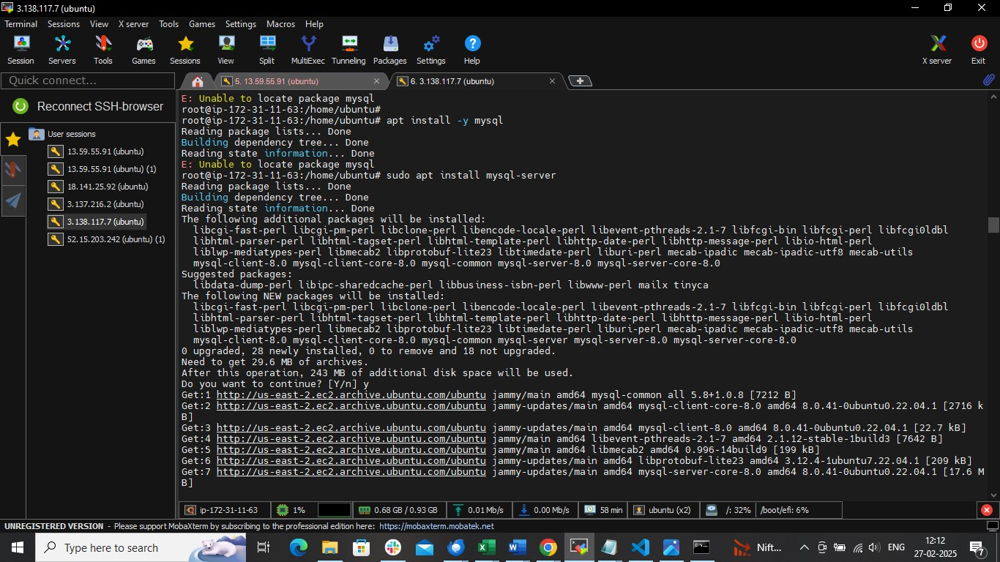 3.138.117.7 (ubuntu)
Terminal Sessions View X server Tools Games Settings Macros Help
Session Servers Tools Games Sessions View Split MultiExec Tunneling Packages Settings Help X server Exit
Quick connect...
5. 13.59.55.91 (ubuntu)
6. 3.138.117.7 (ubuntu)
Reconnect SSH-browser
User sessions
13.59.55.91 (ubuntu)
13.59.55.91 (ubuntu) (1)
18.141.25.92 (ubuntu)
3.137.216.2 (ubuntu)
3.138.117.7 (ubuntu)
52.15.203.242 (ubuntu) (1)
E: Unable to locate package mysql
root@ip-172-31-11-63:/home/ubuntu#
root@ip-172-31-11-63:/home/ubuntu# apt install -y mysql
Reading package lists... Done
Building dependency tree... Done
Reading state information... Done
E: Unable to locate package mysql
root@ip-172-31-11-63:/home/ubuntu# sudo apt install mysql-server
Reading package lists... Done
Building dependency tree... Done
Reading state information... Done
The following additional packages will be installed:
libcgi-fast-perl libcgi-pm-perl libclone-perl libencode-locale-perl libevent-pthreads-2.1-7 libfcgi-bin libfcgi-perl libfcgi0ldbl
libhtml-parser-perl libhtml-tagset-perl libhtml-template-perl libhttp-date-perl libhttp-message-perl libio-html-perl
liblwp-mediatypes-perl libmecab2 libprotobuf-lite23 libtimedate-perl liburi-perl mecab-ipadic mecab-ipadic-utf8 mecab-utils
mysql-client-8.0 mysql-client-core-8.0 mysql-common mysql-server-8.0 mysql-server-core-8.0
Suggested packages:
libdata-dump-perl libipc-sharedcache-perl libbusiness-isbn-perl libwww-perl mailx tinyca
The following NEW packages will be installed:
libcgi-fast-perl libcgi-pm-perl libclone-perl libencode-locale-perl libevent-pthreads-2.1-7 libfcgi-bin libfcgi-perl libfcgi0ldbl
libhtml-parser-perl libhtml-tagset-perl libhtml-template-perl libhttp-date-perl libhttp-message-perl libio-html-perl
liblwp-mediatypes-perl libmecab2 libprotobuf-lite23 libtimedate-perl liburi-perl mecab-ipadic mecab-ipadic-utf8 mecab-utils
mysql-client-8.0 mysql-client-core-8.0 mysql-common mysql-server mysql-server-8.0 mysql-server-core-8.0
0 upgraded, 28 newly installed, 0 to remove and 18 not upgraded.
Need to get 29.6 MB of archives.
After this operation, 243 MB of additional disk space will be used.
Do you want to continue? [Y/n] y
Get:1 http://us-east-2.ec2.archive.ubuntu.com/ubuntu jammy/main amd64 mysql-common all 5.8+1.0.8 [7212 B]
Get:2 http://us-east-2.ec2.archive.ubuntu.com/ubuntu jammy-updates/main amd64 mysql-client-core-8.0 amd64 8.0.41-0ubuntu0.22.04.1 [2716 k
B]
Get:3 http://us-east-2.ec2.archive.ubuntu.com/ubuntu jammy-updates/main amd64 mysql-client-8.0 amd64 8.0.41-0ubuntu0.22.04.1 [22.7 kB]
Get:4 http://us-east-2.ec2.archive.ubuntu.com/ubuntu jammy/main amd64 libevent-pthreads-2.1-7 amd64 2.1.12-stable-1build3 [7642 B]
Get:5 http://us-east-2.ec2.archive.ubuntu.com/ubuntu jammy/main amd64 libmecab2 amd64 0.996-14build9 [199 kB]
Get:6 http://us-east-2.ec2.archive.ubuntu.com/ubuntu jammy-updates/main amd64 libprotobuf-lite23 amd64 3.12.4-1ubuntu7.22.04.1 [209 kB]
Get:7 http://us-east-2.ec2.archive.ubuntu.com/ubuntu jammy-updates/main amd64 mysql-server-core-8.0 amd64 8.0.41-0ubuntu0.22.04.1 [17.6 M
B]
ip-172-31-11-63 1% 0.68 GB / 0.93 GB 0.01 Mb/s 0.00 Mb/s 58 min ubuntu (x2) /: 32% /boot/efi: 6%
UNREGISTERED VERSION - Please support MobaXterm by subscribing to the professional edition here: https://mobaxterm.mobatek.net
Type here to search
Nift...
ENG
12:12
27-02-2025
7